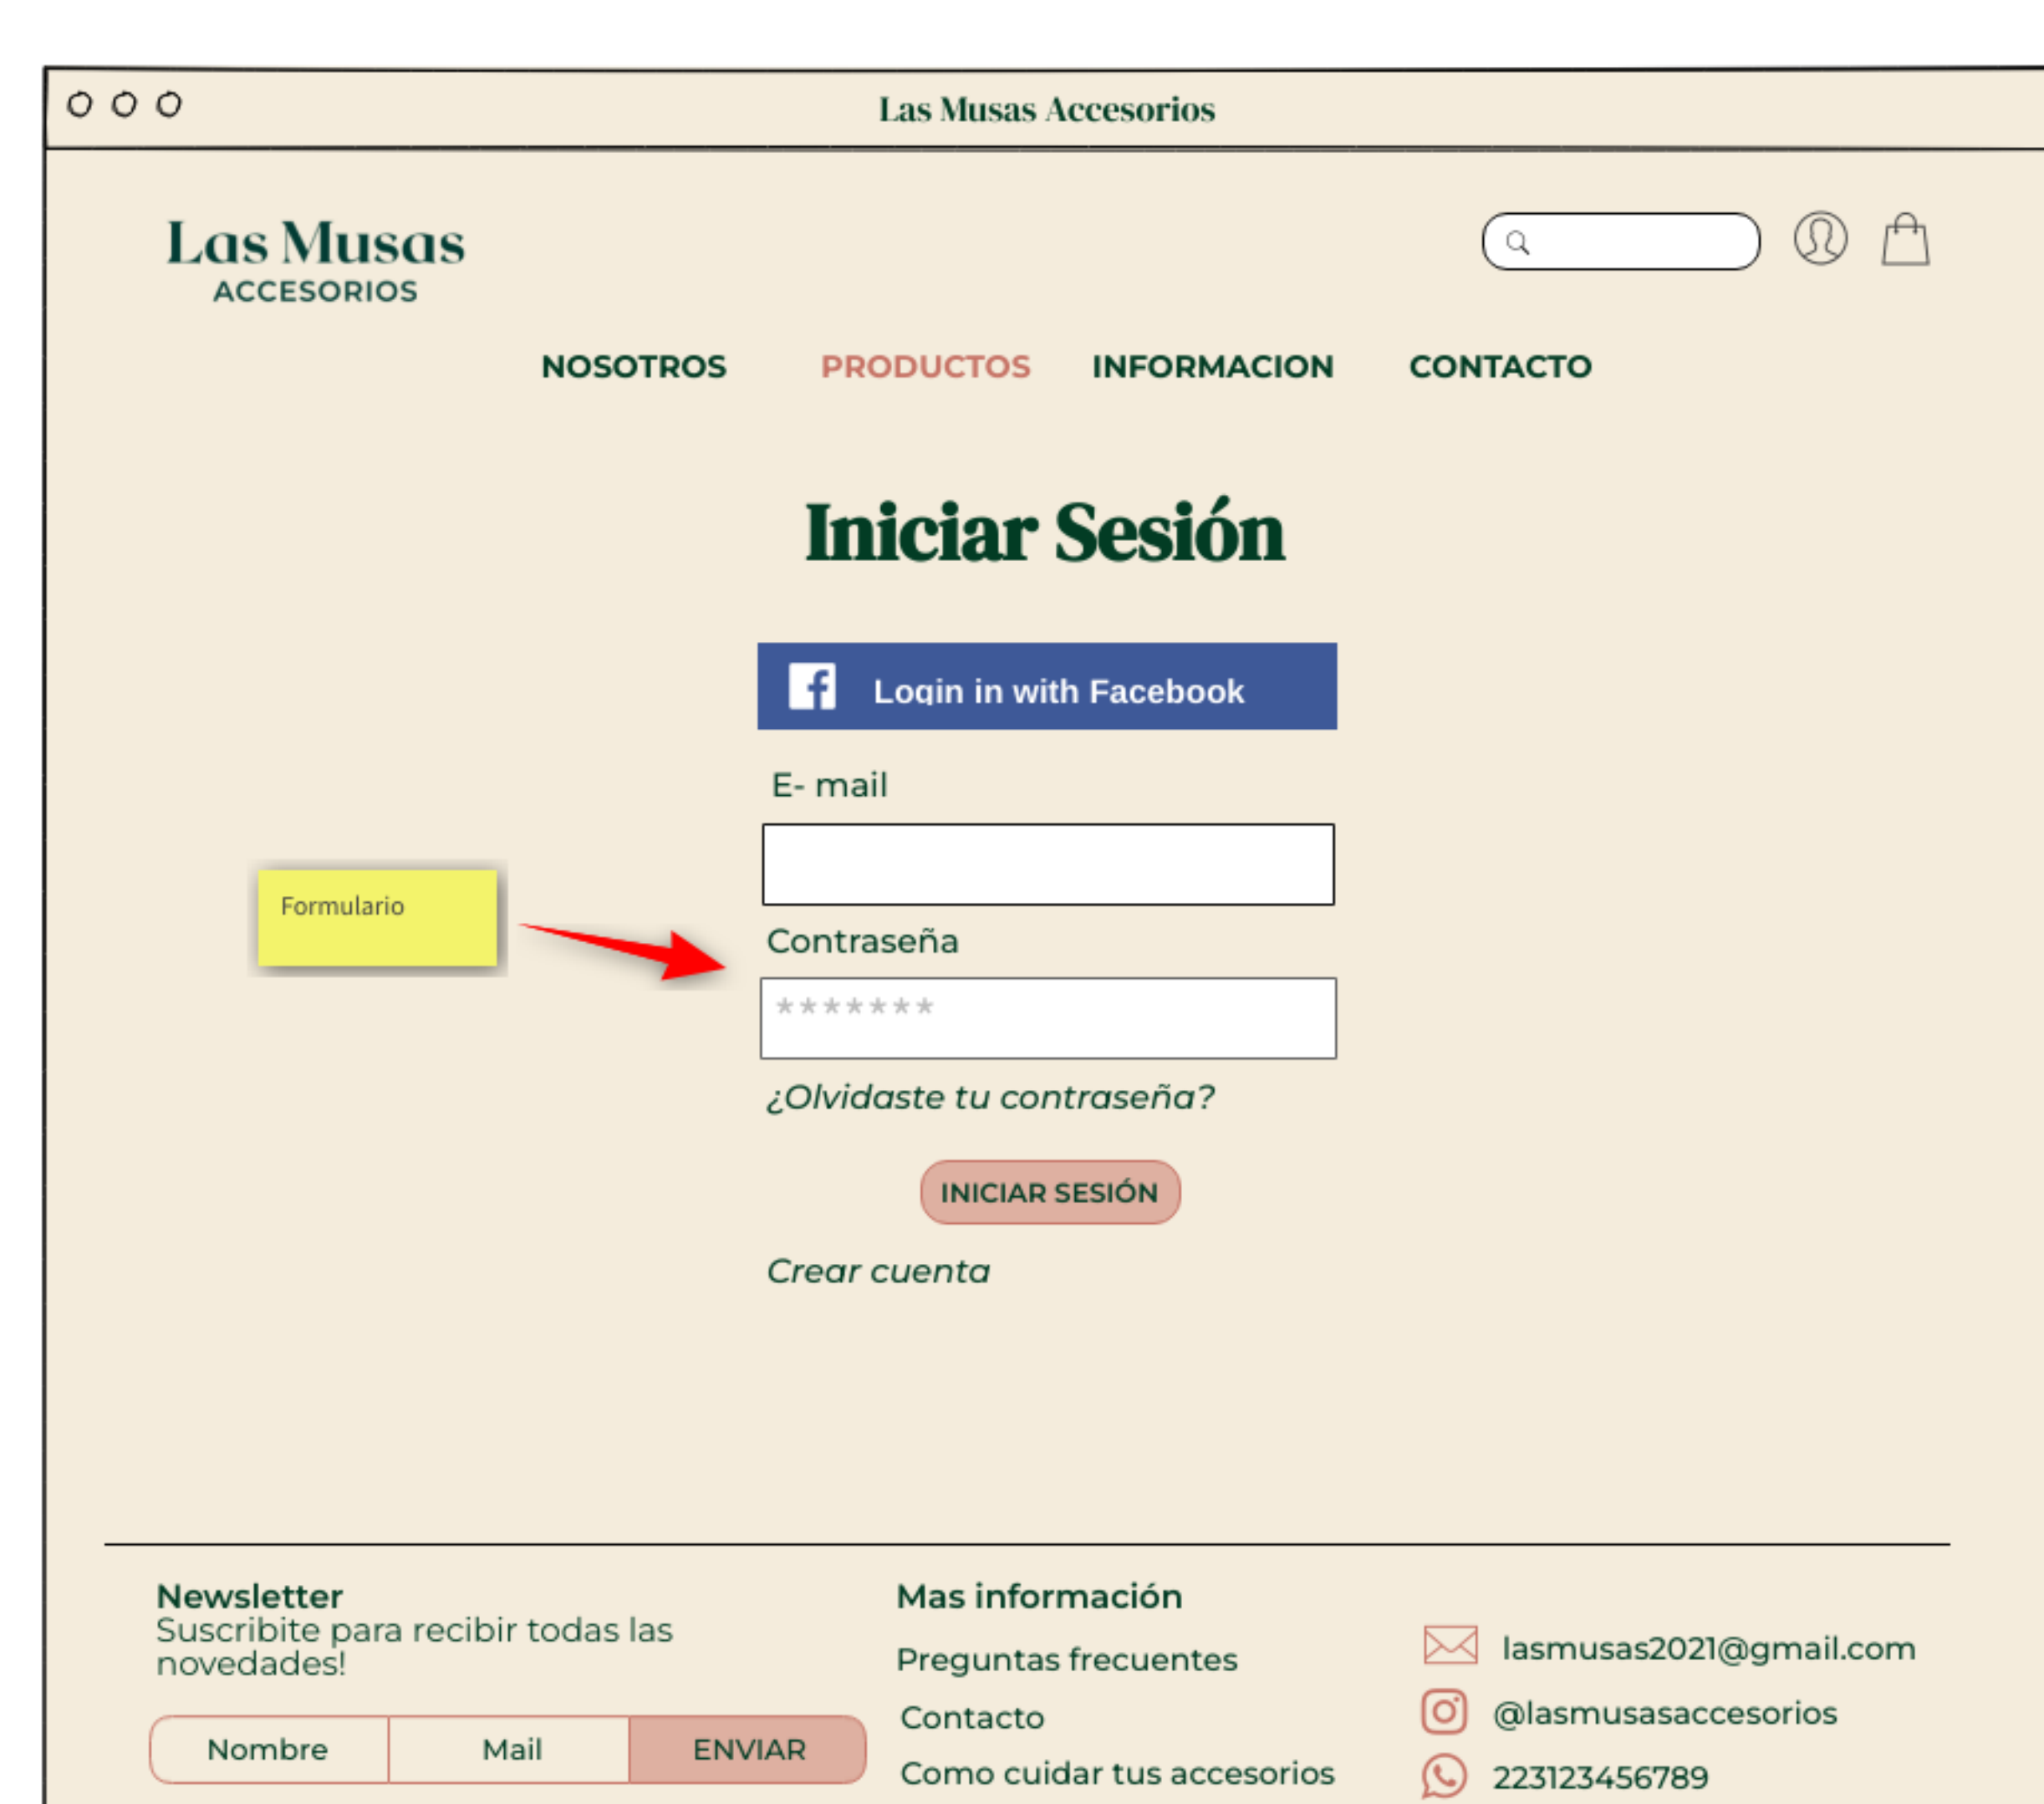 Las Musas Accesorios
Las Musas
ACCESORIOS
NOSOTROS PRODUCTOS INFORMACION CONTACTO
Iniciar Sesión
Login in with Facebook
E- mail
Formulario
Contraseña
*******
¿Olvidaste tu contraseña?
INICIAR SESIÓN
Crear cuenta
Newsletter
Suscribite para recibir todas las
novedades!
Nombre Mail ENVIAR
Mas información
Preguntas frecuentes
Contacto
Como cuidar tus accesorios
lasmusas2021@gmail.com
@lasmusasaccesorios
223123456789